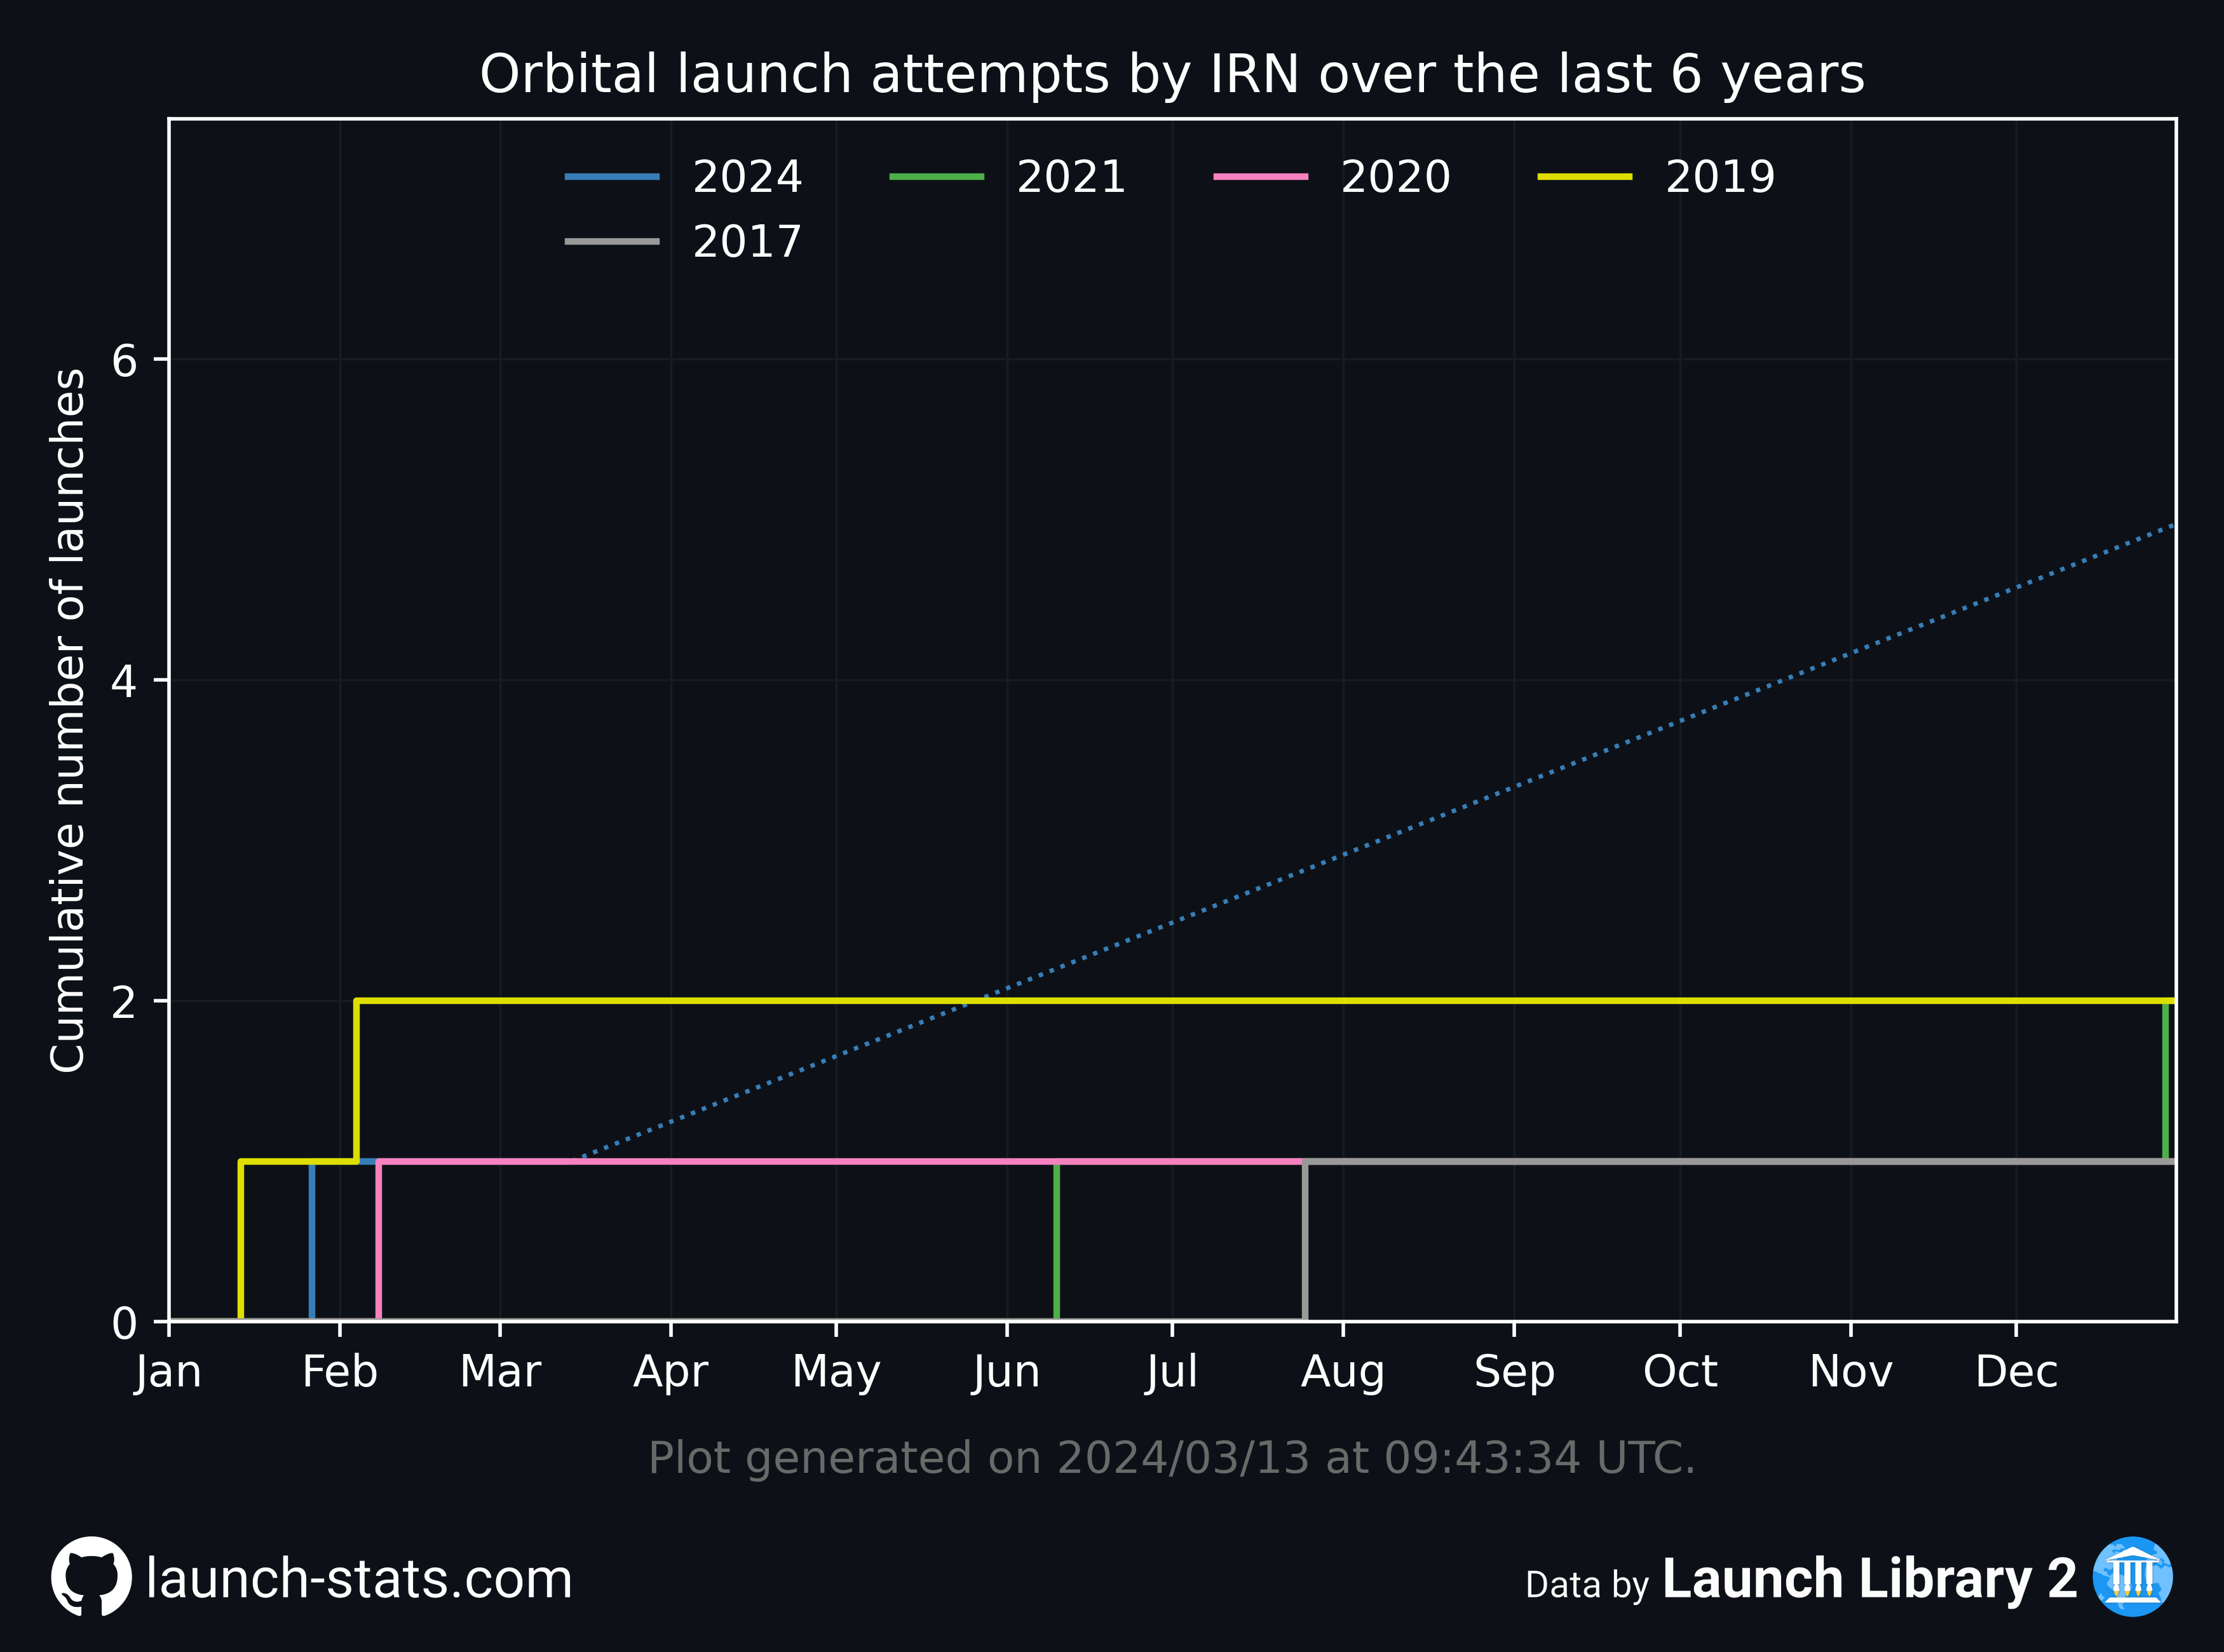 Orbital launch attempts by IRN over the last 6 years
2024 2021 2020 2019
2017
Cumulative number of launches
6
4
2
0
Jan Feb Mar Apr May Jun Jul Aug Sep Oct Nov Dec
Plot generated on 2024/03/13 at 09:43:34 UTC.
launch-stats.com
Data by Launch Library 2